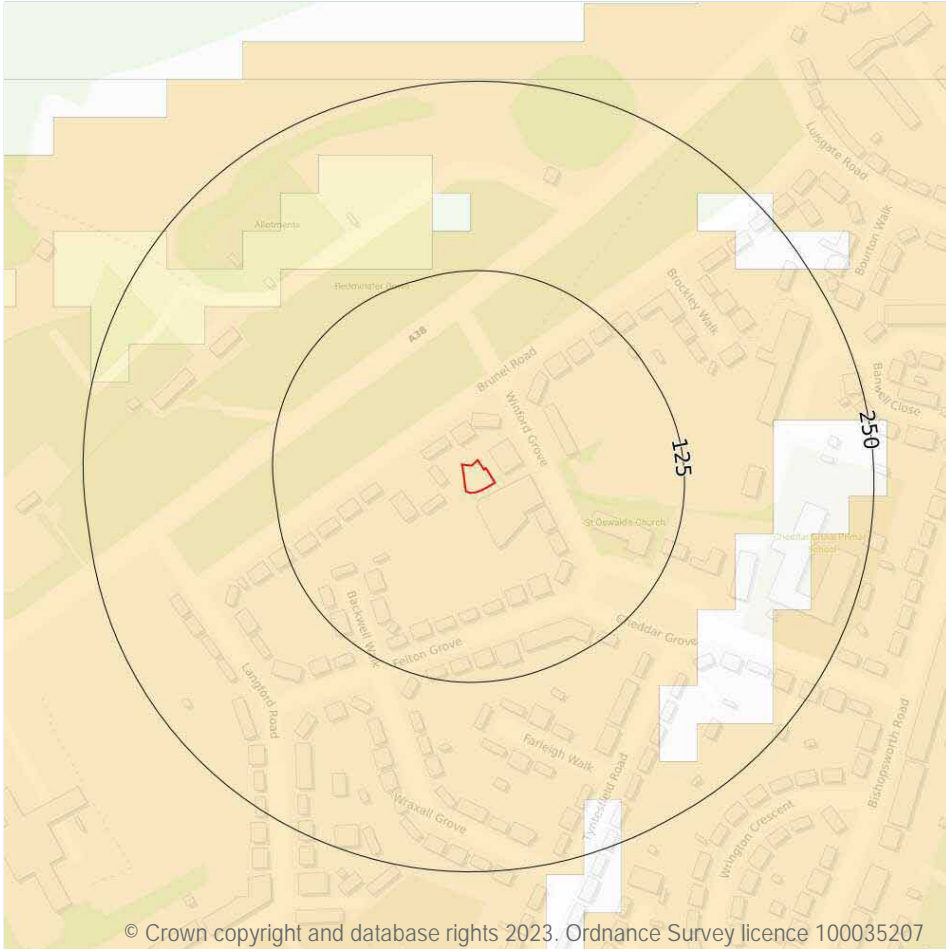 Lulsgate Road
Bourton Walk
Allotments
Bedminster Down
Brockley Walk
A38
Brunel Road
Banwell Close
Winford Grove
250
125
St Oswald's Church
Cheddar Grove Primary
School
Backwell Walk
Cheddar Grove
Felton Grove
Langford Road
Farleigh Walk
Bishopsworth Road
Tyntesfield Road
Wraxall Grove
Wrington Crescent
© Crown copyright and database rights 2023. Ordnance Survey licence 100035207